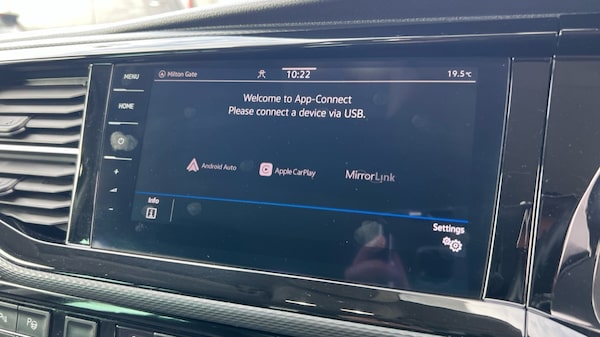 MENU
Milton Gate
10:22
19.5°C
HOME
Welcome to App-Connect
Please connect a device via USB.
Android Auto
Apple CarPlay
MirrorLink
Info
Settings
+
-
P